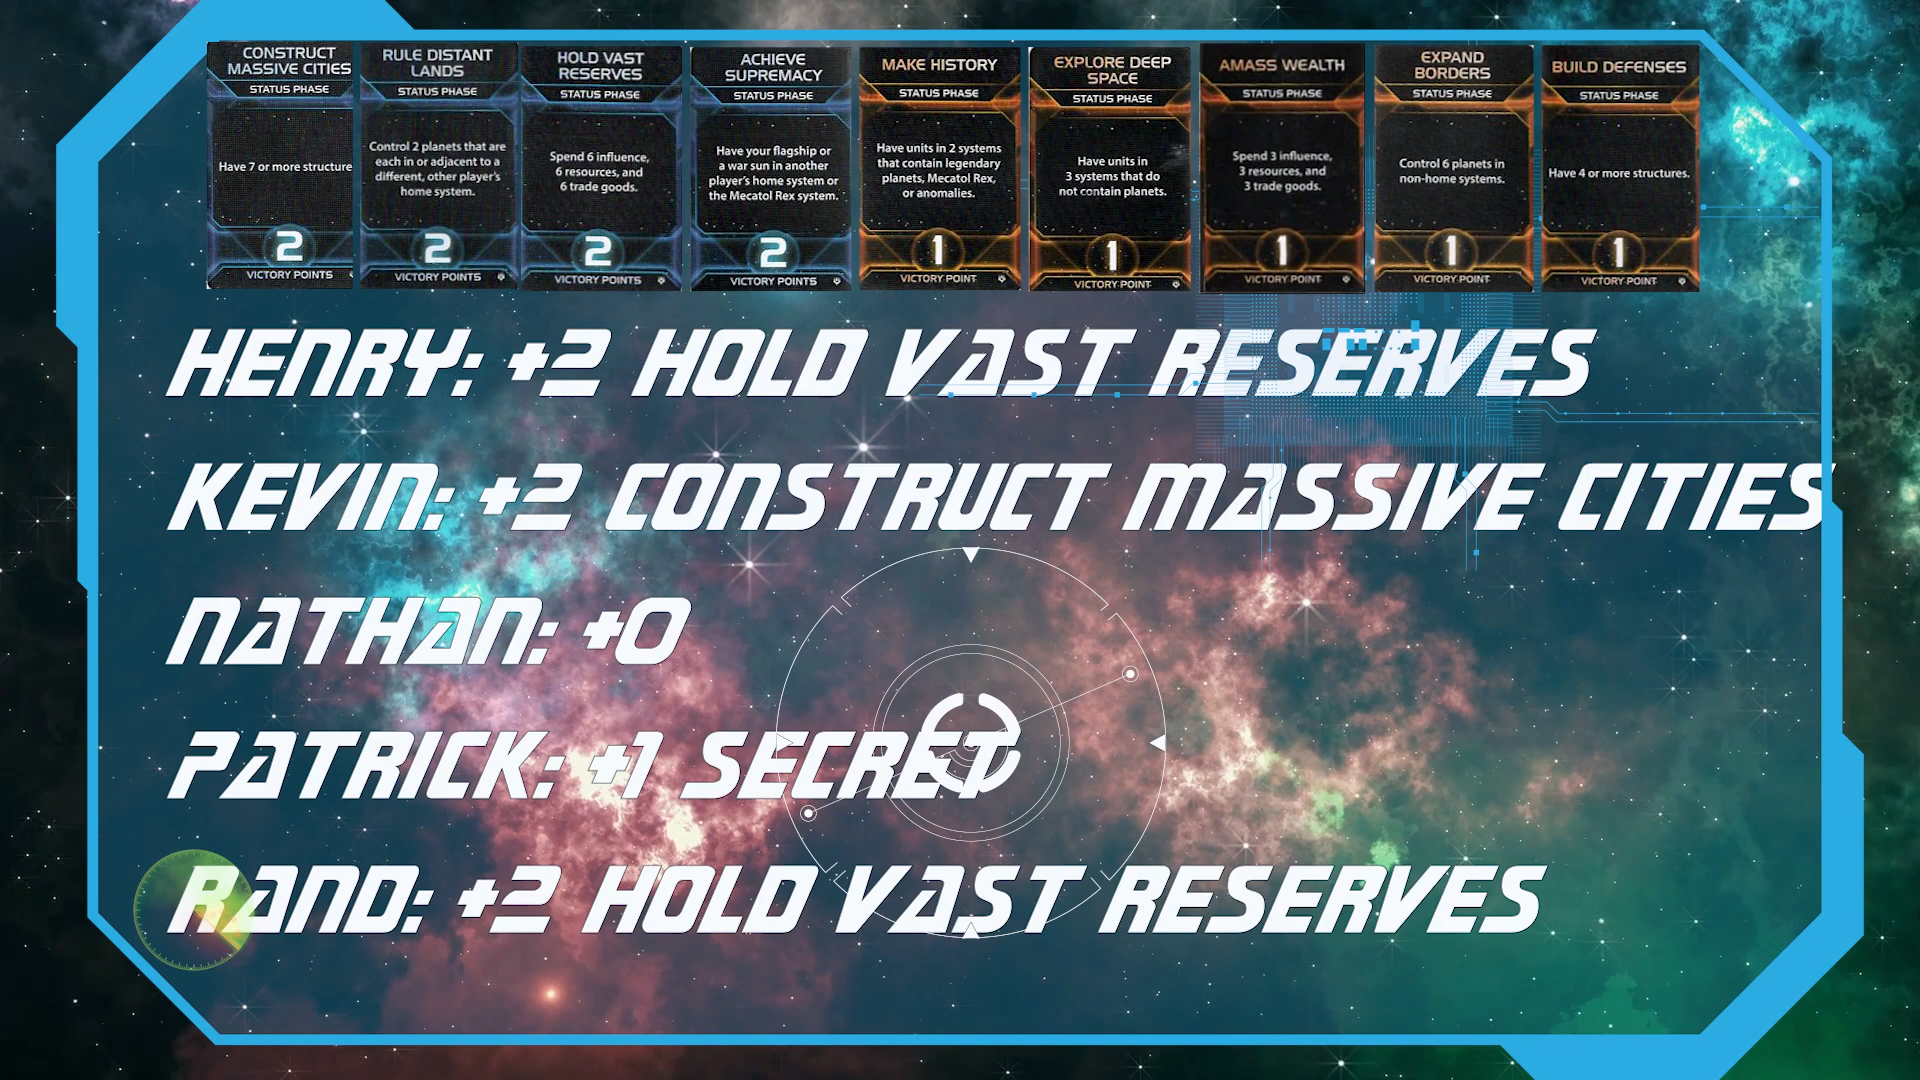 CONSTRUCT
MASSIVE CITIES
STATUS PHASE
Have 7 or more structure
2
VICTORY POINTS
RULE DISTANT
LANDS
STATUS PHASE
Control 2 planets that are
each in or adjacent to a
different, other player's
home system.
2
VICTORY POINTS
HOLD VAST
RESERVES
STATUS PHASE
Spend 6 influence,
6 resources, and
6 trade goods.
2
VICTORY POINTS
ACHIEVE
SUPREMACY
STATUS PHASE
Have your flagship or
a war sun in another
player's home system or
the Mecatol Rex system.
2
VICTORY POINTS
MAKE HISTORY
STATUS PHASE
Have units in 2 systems
that contain legendary
planets, Mecatol Rex,
or anomalies.
1
VICTORY POINT
EXPLORE DEEP
SPACE
STATUS PHASE
Have units in
3 systems that do
not contain planets.
1
VICTORY POINT
AMASS WEALTH
STATUS PHASE
Spend 3 influence,
3 resources, and
3 trade goods.
1
VICTORY POINT
EXPAND
BORDERS
STATUS PHASE
Control 6 planets in
non-home systems.
1
VICTORY POINT
BUILD DEFENSES
STATUS PHASE
Have 4 or more structures.
1
VICTORY POINT
HENRY: +2 HOLD VAST RESERVES
KEVIN: +2 CONSTRUCT MASSIVE CITIES
NATHAN: +0
PATRICK: +1 SECRET
RAND: +2 HOLD VAST RESERVES